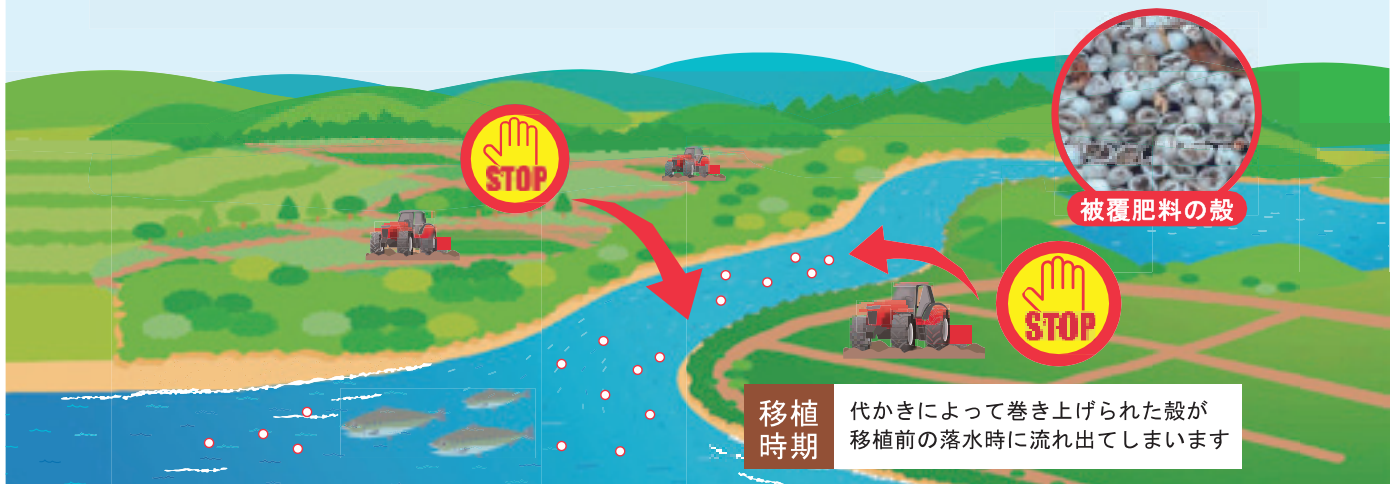 STOP
被覆肥料の殻
STOP
移植
時期
代かきによって巻き上げられた殻が
移植前の落水時に流れ出てしまいます